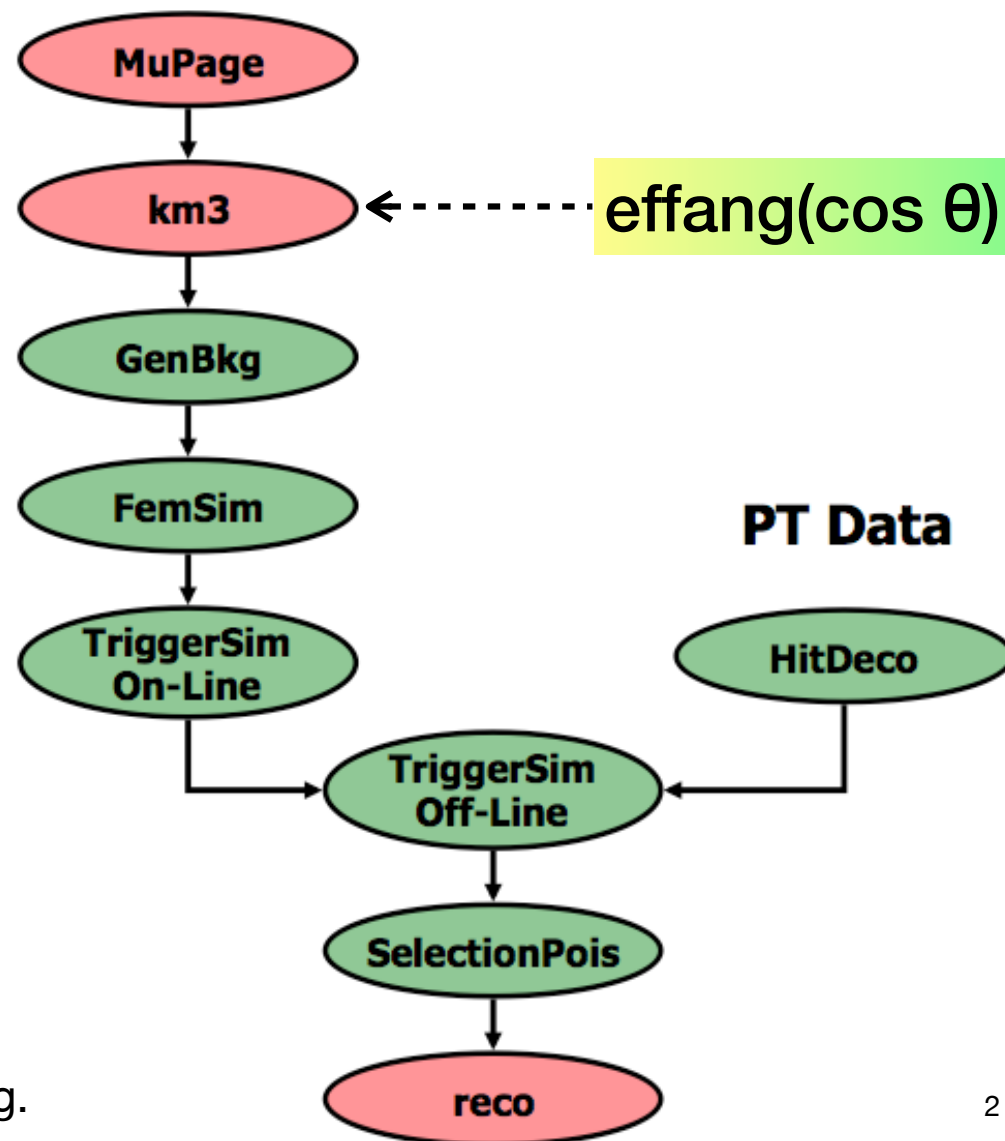 MuPage
km3
effang(cos θ)
GenBkg
FemSim
PT Data
TriggerSim
On-Line
HitDeco
TriggerSim
Off-Line
SelectionPois
reco
g.
2